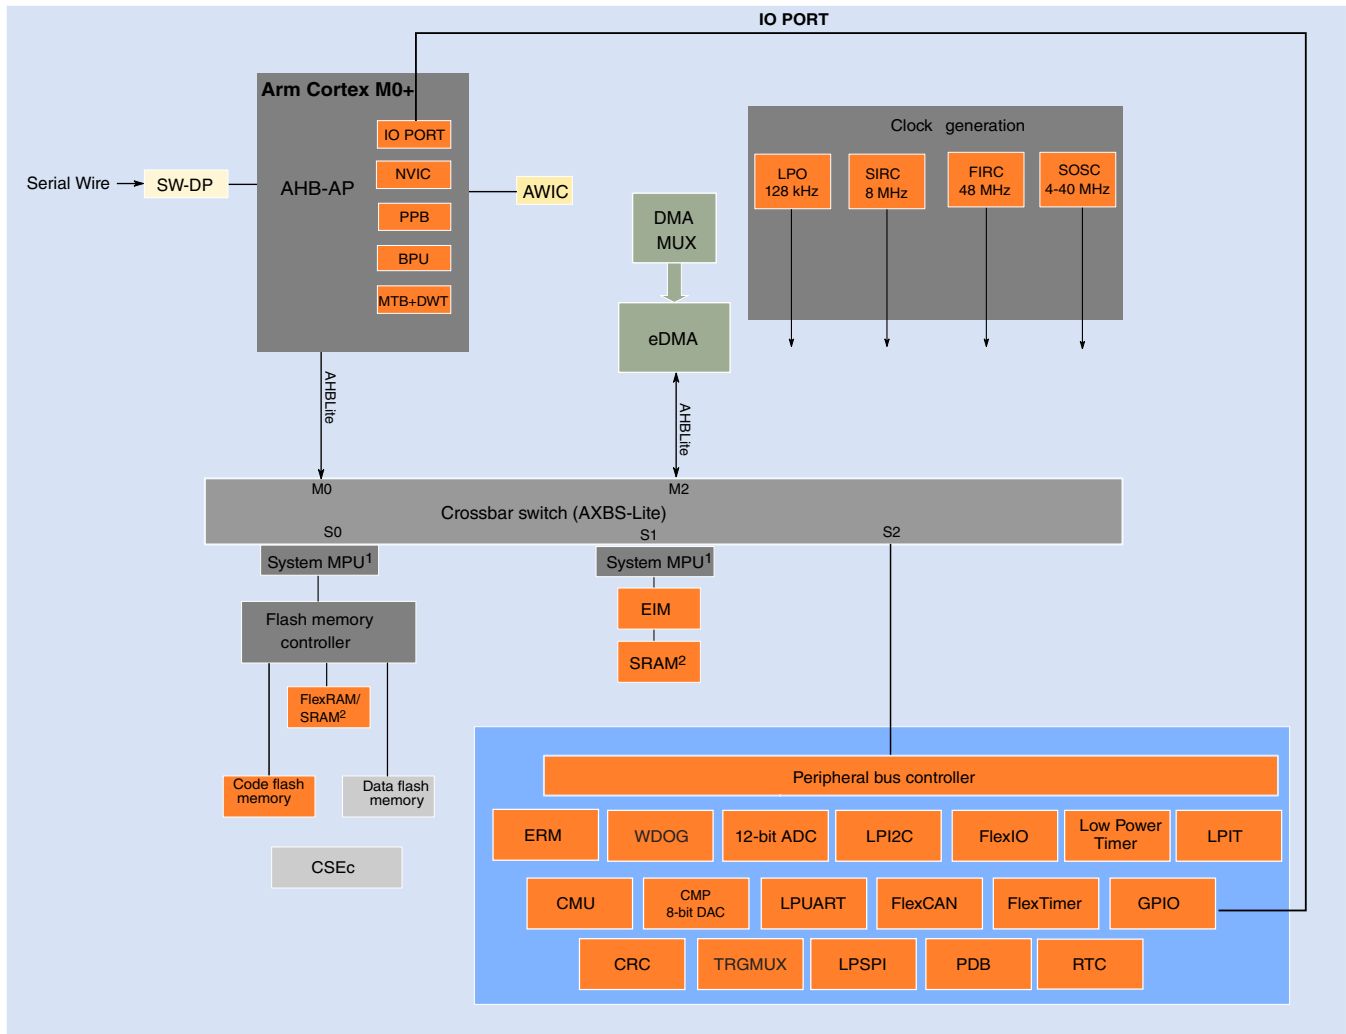 IO PORT
Arm Cortex M0+
IO PORT
AHB-AP
NVIC
PPB
BPU
MTB+DWT
Serial Wire
SW-DP
AWIC
DMA
MUX
eDMA
Clock generation
LPO
128 kHz
SIRC
8 MHz
FIRC
48 MHz
SOSC
4-40 MHz
AHBLite
AHBLite
M0
M2
Crossbar switch (AXBS-Lite)
S0
S1
S2
System MPU1
System MPU1
Flash memory
controller
EIM
SRAM2
FlexRAM/
SRAM2
Code flash
memory
Data flash
memory
CSEc
Peripheral bus controller
ERM
WDOG
12-bit ADC
LPI2C
FlexIO
Low Power
Timer
LPIT
CMU
CMP
8-bit DAC
LPUART
FlexCAN
FlexTimer
GPIO
CRC
TRGMUX
LPSPI
PDB
RTC